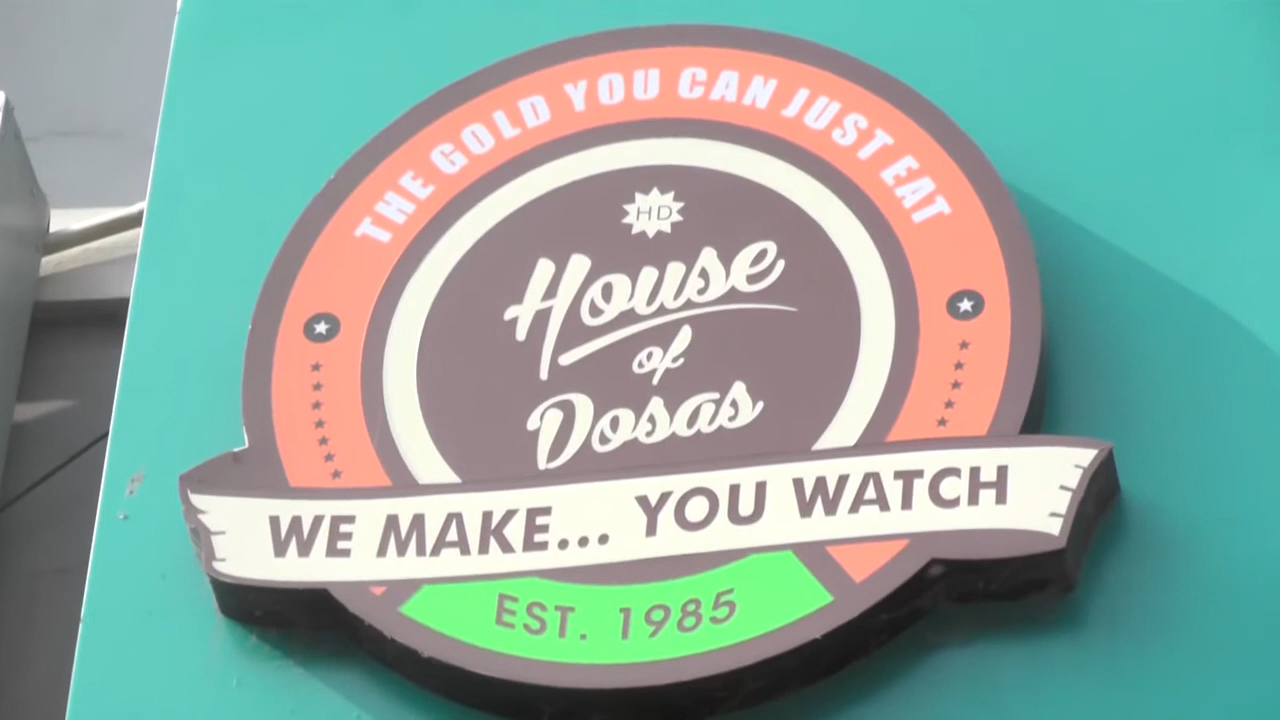 THE GOLD YOU CAN JUST EAT
HD
House
of
Dosas
WE MAKE... YOU WATCH
EST. 1985